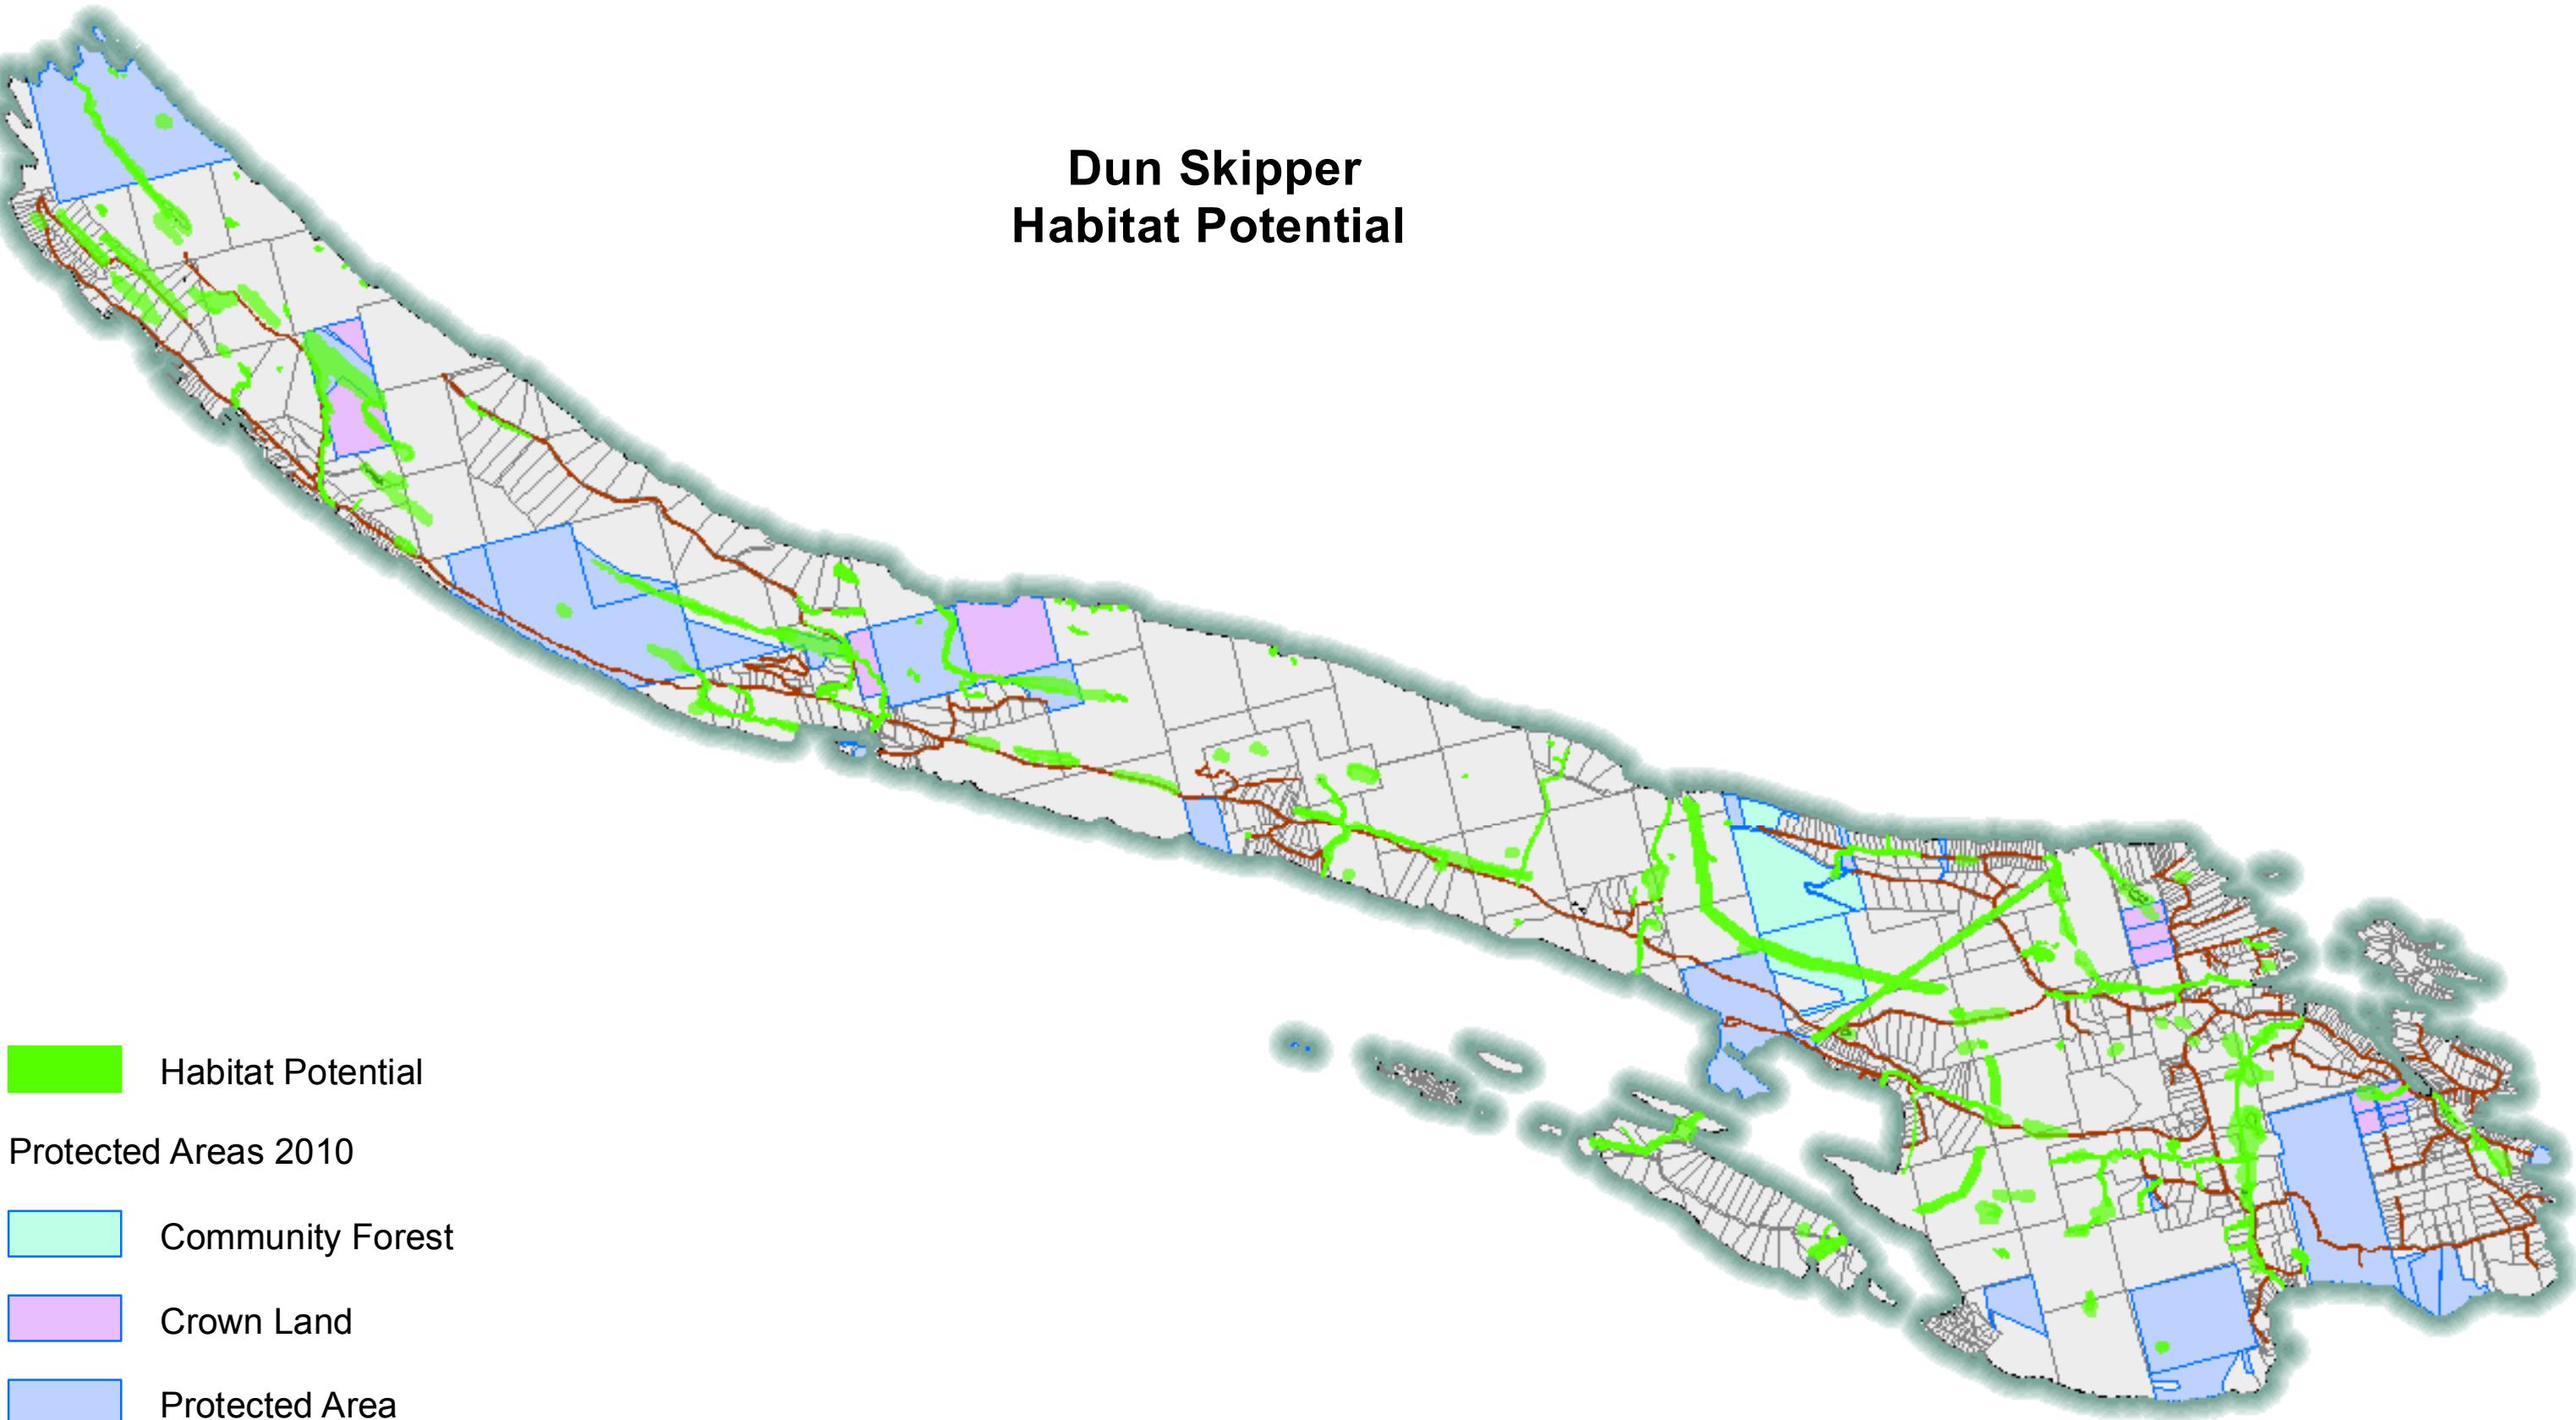 Dun Skipper
Habitat Potential
Habitat Potential
Protected Areas 2010
Community Forest
Crown Land
Protected Area